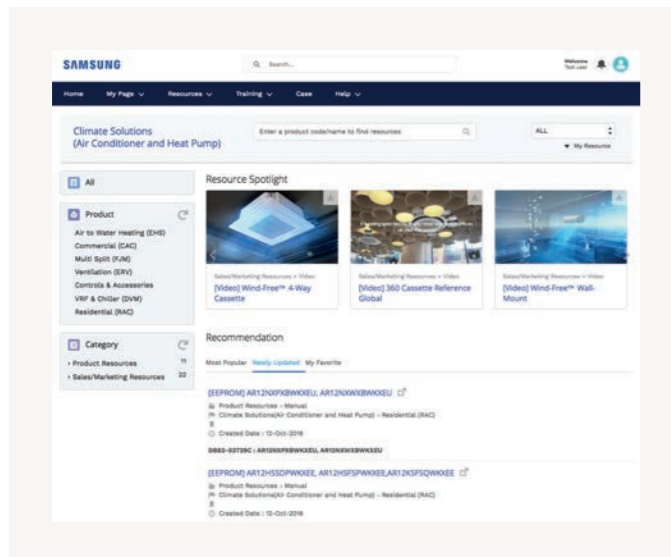 SAMSUNG
Search...
Welcome
Test user
Home My Page Resources Training Case Help
Climate Solutions
(Air Conditioner and Heat Pump)
Enter a product code/name to find resources
ALL
My Resource
All
Product
Air to Water Heating (EHS)
Commercial (CAC)
Multi Split (FJM)
Ventilation (ERV)
Controls & Accessories
VRF & Chiller (DVM)
Residential (RAC)
Category
› Product Resources 11
› Sales/Marketing Resources 22
Resource Spotlight
Sales/Marketing Resources > Video
[Video] Wind-Free™ 4-Way
Cassette
Sales/Marketing Resources > Video
[Video] 360 Cassette Reference
Global
Sales/Marketing Resources > Video
[Video] Wind-Free™ Wall-
Mount
Recommendation
Most Popular Newly Updated My Favorite
[EEPROM] AR12NXPXBWKXEU, AR12NXWXBWKXEU
Product Resources > Manual
Climate Solutions(Air Conditioner and Heat Pump) > Residential (RAC)
Created Date : 12-Oct-2018
DB82-03729C : AR12NXPXBWKXEU, AR12NXWXBWKXEU
[EEPROM] AR12HSSDPWKXEE, AR12HSFSPWKXEE,AR12KSFSQWKXEE
Product Resources > Manual
Climate Solutions(Air Conditioner and Heat Pump) > Residential (RAC)
Created Date : 12-Oct-2018